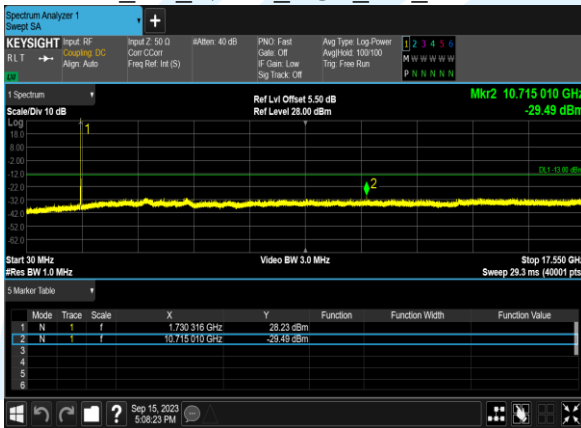 Spectrum Analyzer 1
Swept SA
KEYSIGHT Input: RF Input Z: 50 Ω #Atten: 40 dB PNO: Fast Avg Type: Log-Power 1 2 3 4 5 6
RLT Coupling: DC Corr CCorr Gate: Off Avg|Hold: 100/100 M W W W W W
Align: Auto Freq Ref: Int (S) IF Gain: Low Trig: Free Run
Sig Track: Off P N N N N N
LV
1 Spectrum Ref Lvl Offset 5.50 dB Mkr2 10.715 010 GHz
Scale/Div 10 dB Ref Level 28.00 dBm -29.49 dBm
Log
18.0
8.00
-2.00
-12.0
-22.0
-32.0
-42.0
-52.0
-62.0
1
DL1 -13.00 dBm
2
Start 30 MHz Video BW 3.0 MHz Stop 17.550 GHz
#Res BW 1.0 MHz Sweep 29.3 ms (40001 pts)
5 Marker Table
Mode Trace Scale X Y Function Function Width Function Value
1 N 1 f 1.730 316 GHz 28.23 dBm
2 N 1 f 10.715 010 GHz -29.49 dBm
3
4
5
6
? Sep 15, 2023
5:08:23 PM